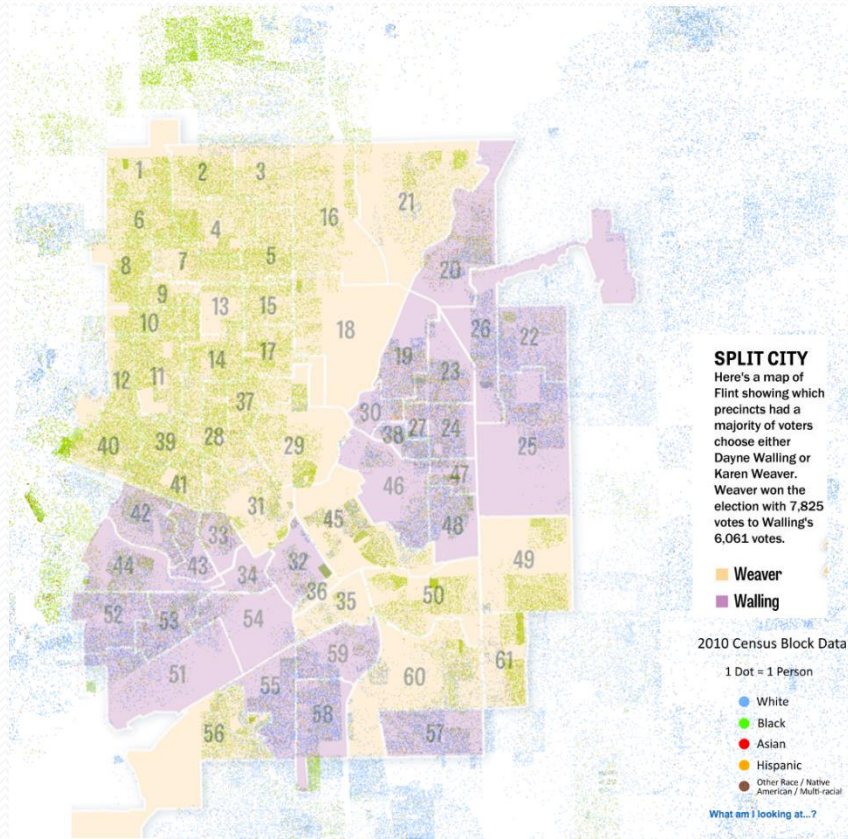 1
2
3
6
4
16
21
8
7
5
20
9
13
15
10
18
26
22
14
17
19
23
12
11
37
30
38
27
24
25
40
39
28
29
41
46
47
42
31
45
48
33
49
44
43
32
34
36
35
50
52
53
54
51
59
61
55
60
58
56
57
SPLIT CITY
Here's a map of
Flint showing which
precincts had a
majority of voters
choose either
Dayne Walling or
Karen Weaver.
Weaver won the
election with 7,825
votes to Walling's
6,061 votes.
Weaver
Walling
2010 Census Block Data
1 Dot = 1 Person
White
Black
Asian
Hispanic
Other Race / Native
American / Multi-racial
What am I looking at...?